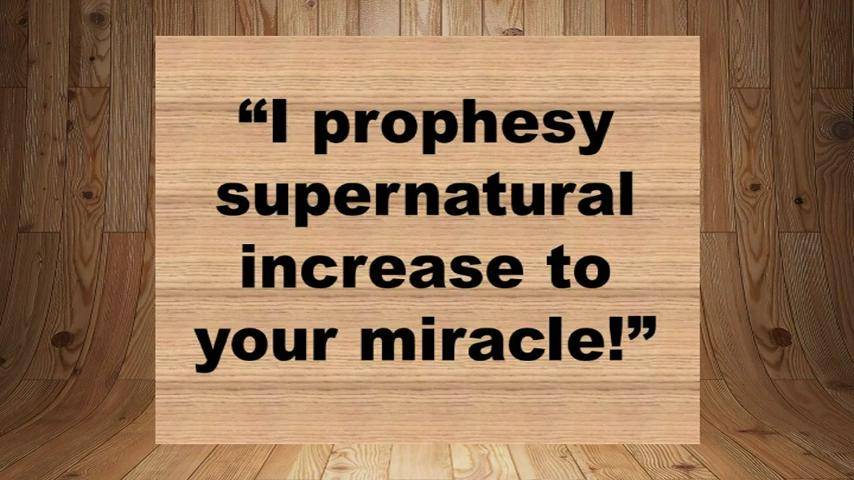 “I prophesy
supernatural
increase to
your miracle!”